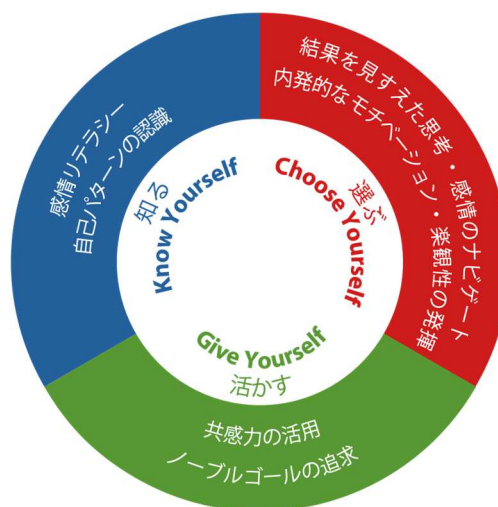 感情リテラシー
自己パターンの認識
知る
Know Yourself
結果を見すえた思考・感情のナビゲート
内発的なモチベーション・楽観性の発揮
選ぶ
Choose Yourself
Give Yourself
活かす
共感力の活用
ノーブルゴールの追求